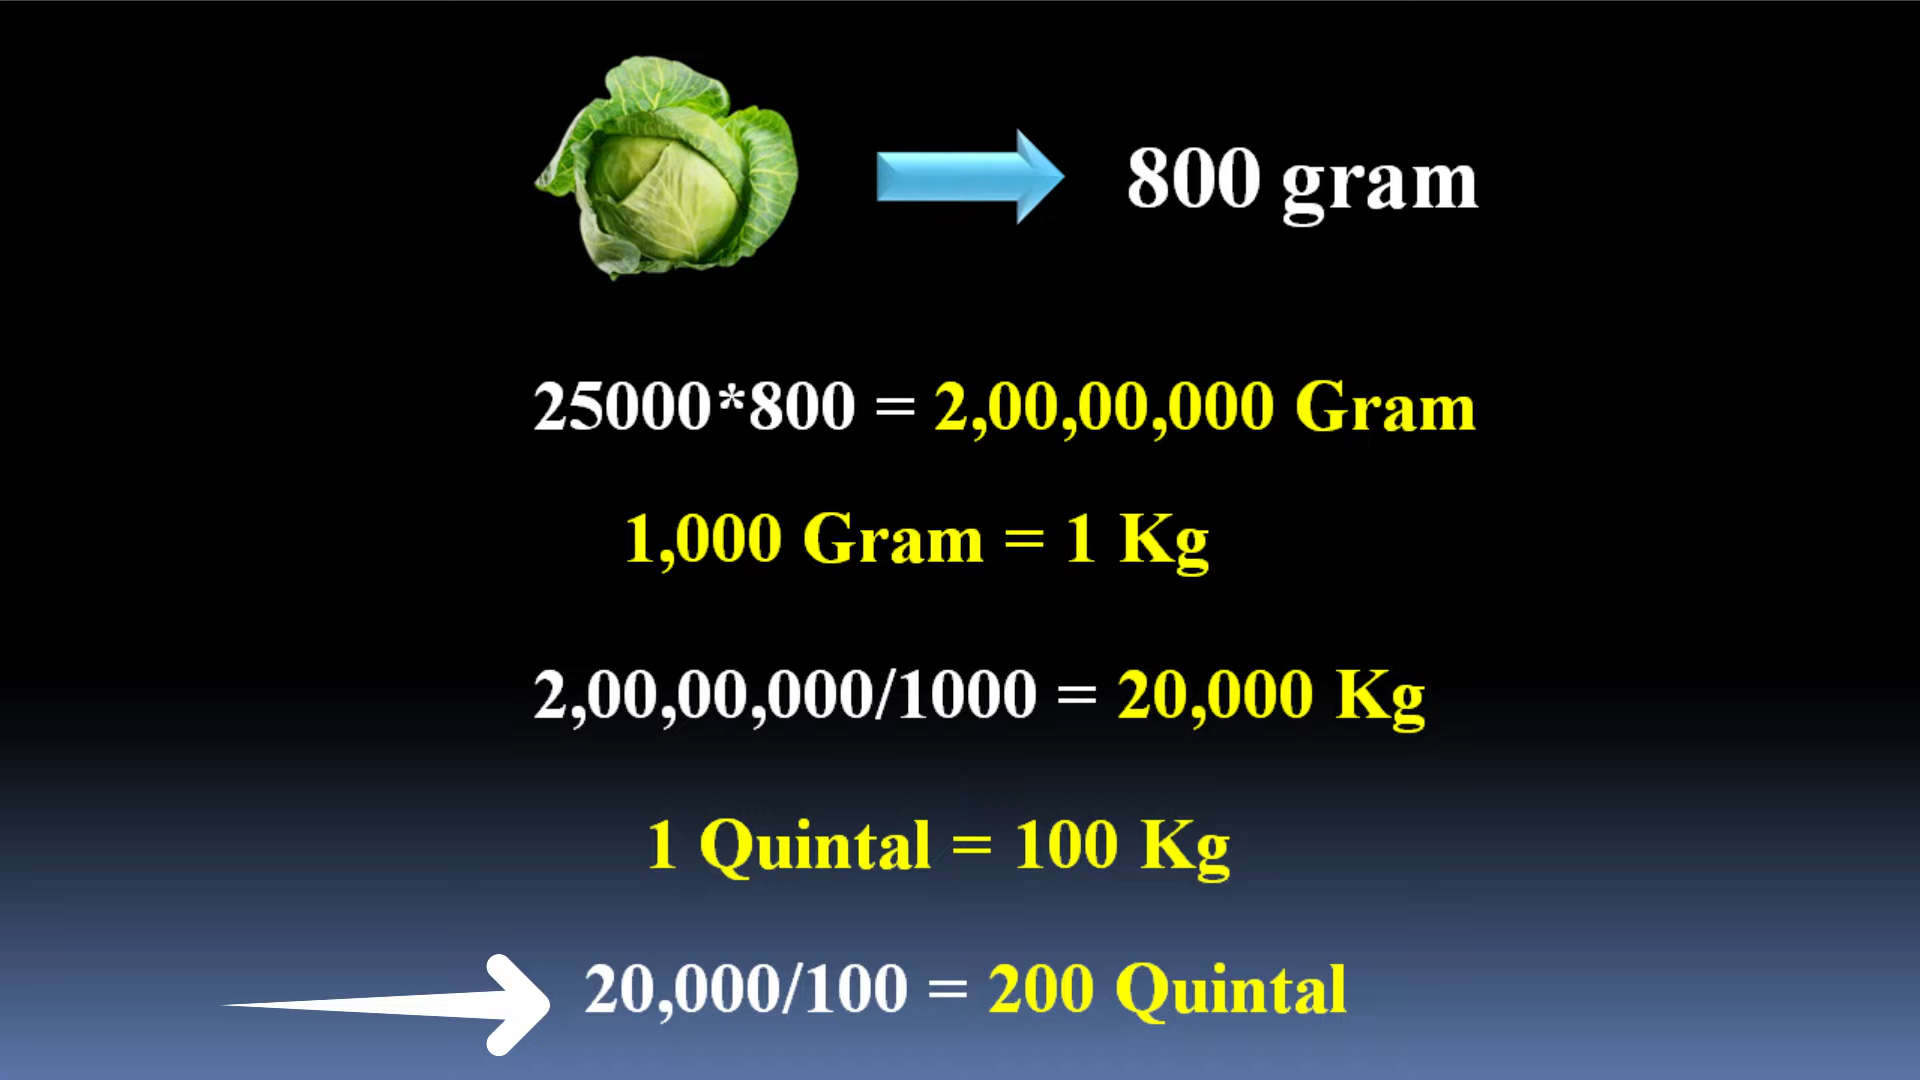 800 gram
25000*800 = 2,00,00,000 Gram
1,000 Gram = 1 Kg
2,00,00,000/1000 = 20,000 Kg
1 Quintal = 100 Kg
20,000/100 = 200 Quintal